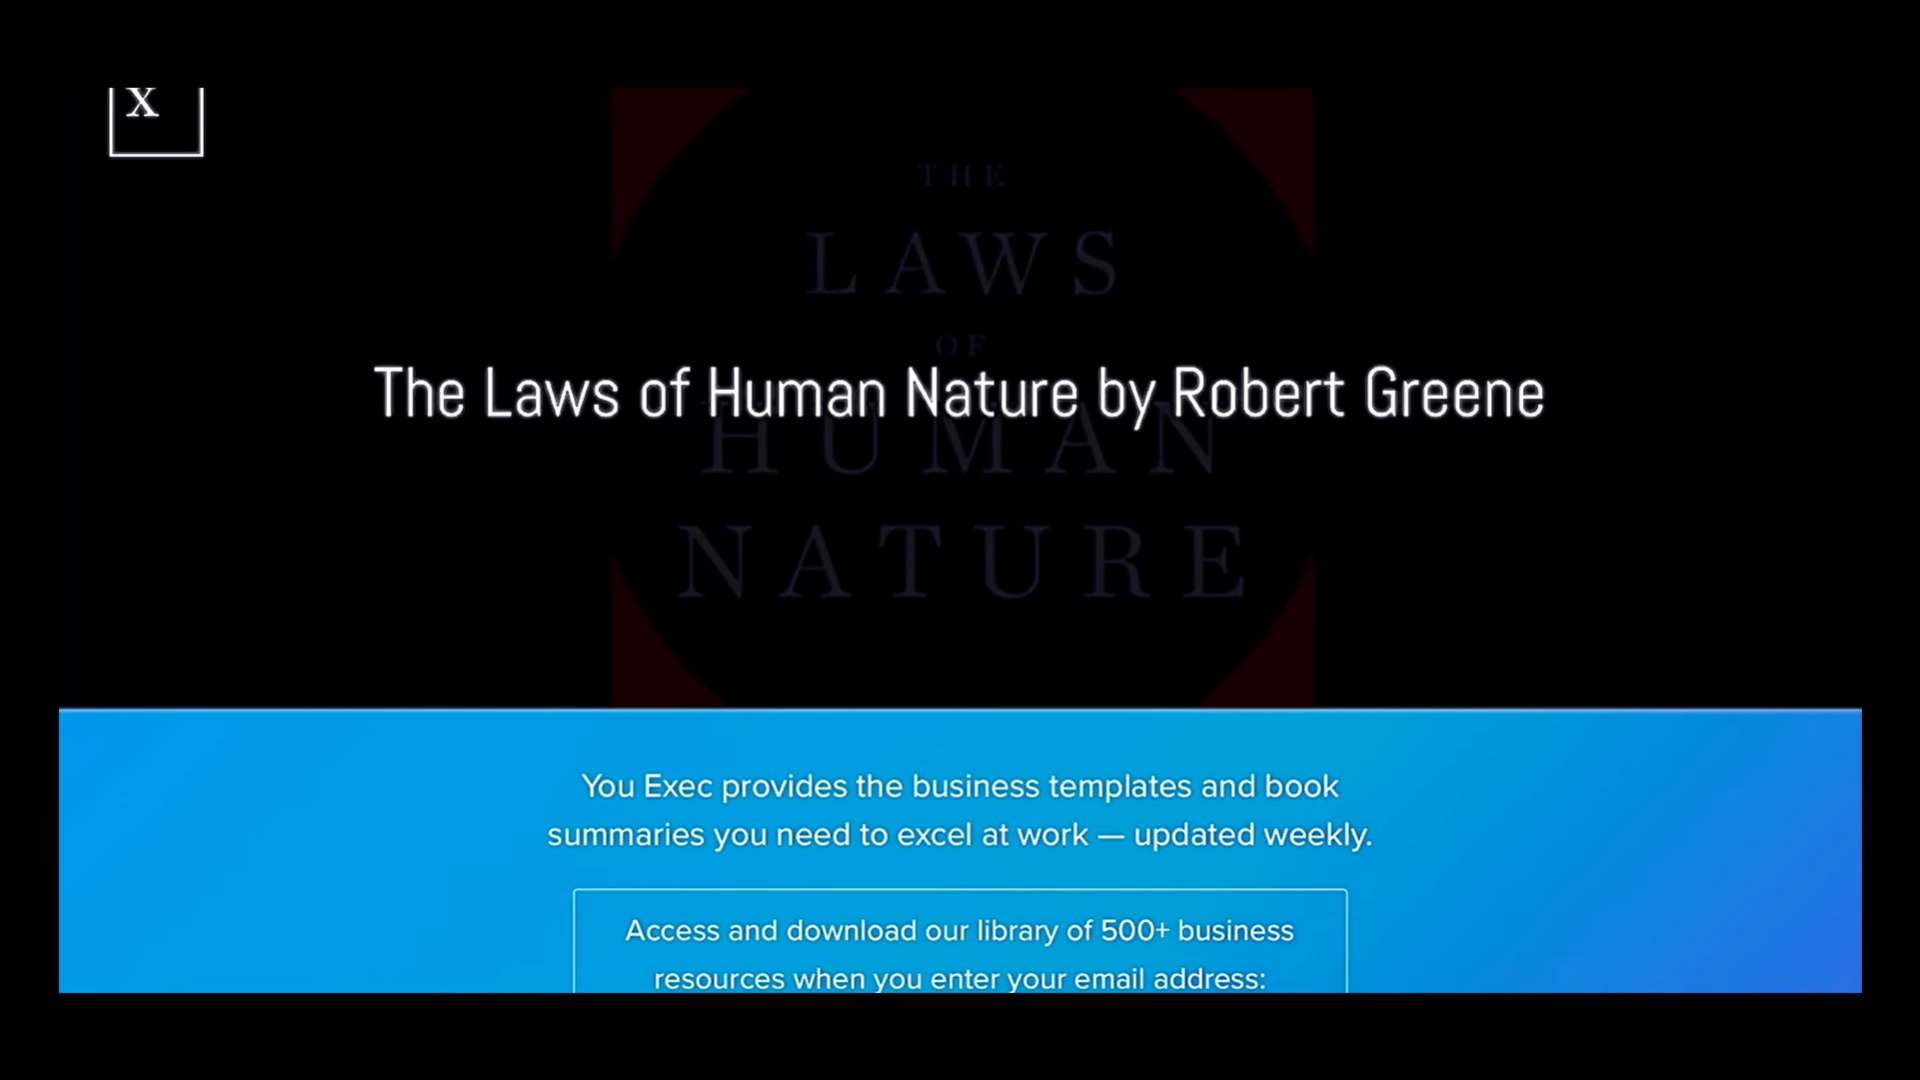 X
THE
LAWS
OF
The Laws of Human Nature by Robert Greene
HUMAN
NATURE
You Exec provides the business templates and book
summaries you need to excel at work — updated weekly.
Access and download our library of 500+ business
resources when you enter your email address: